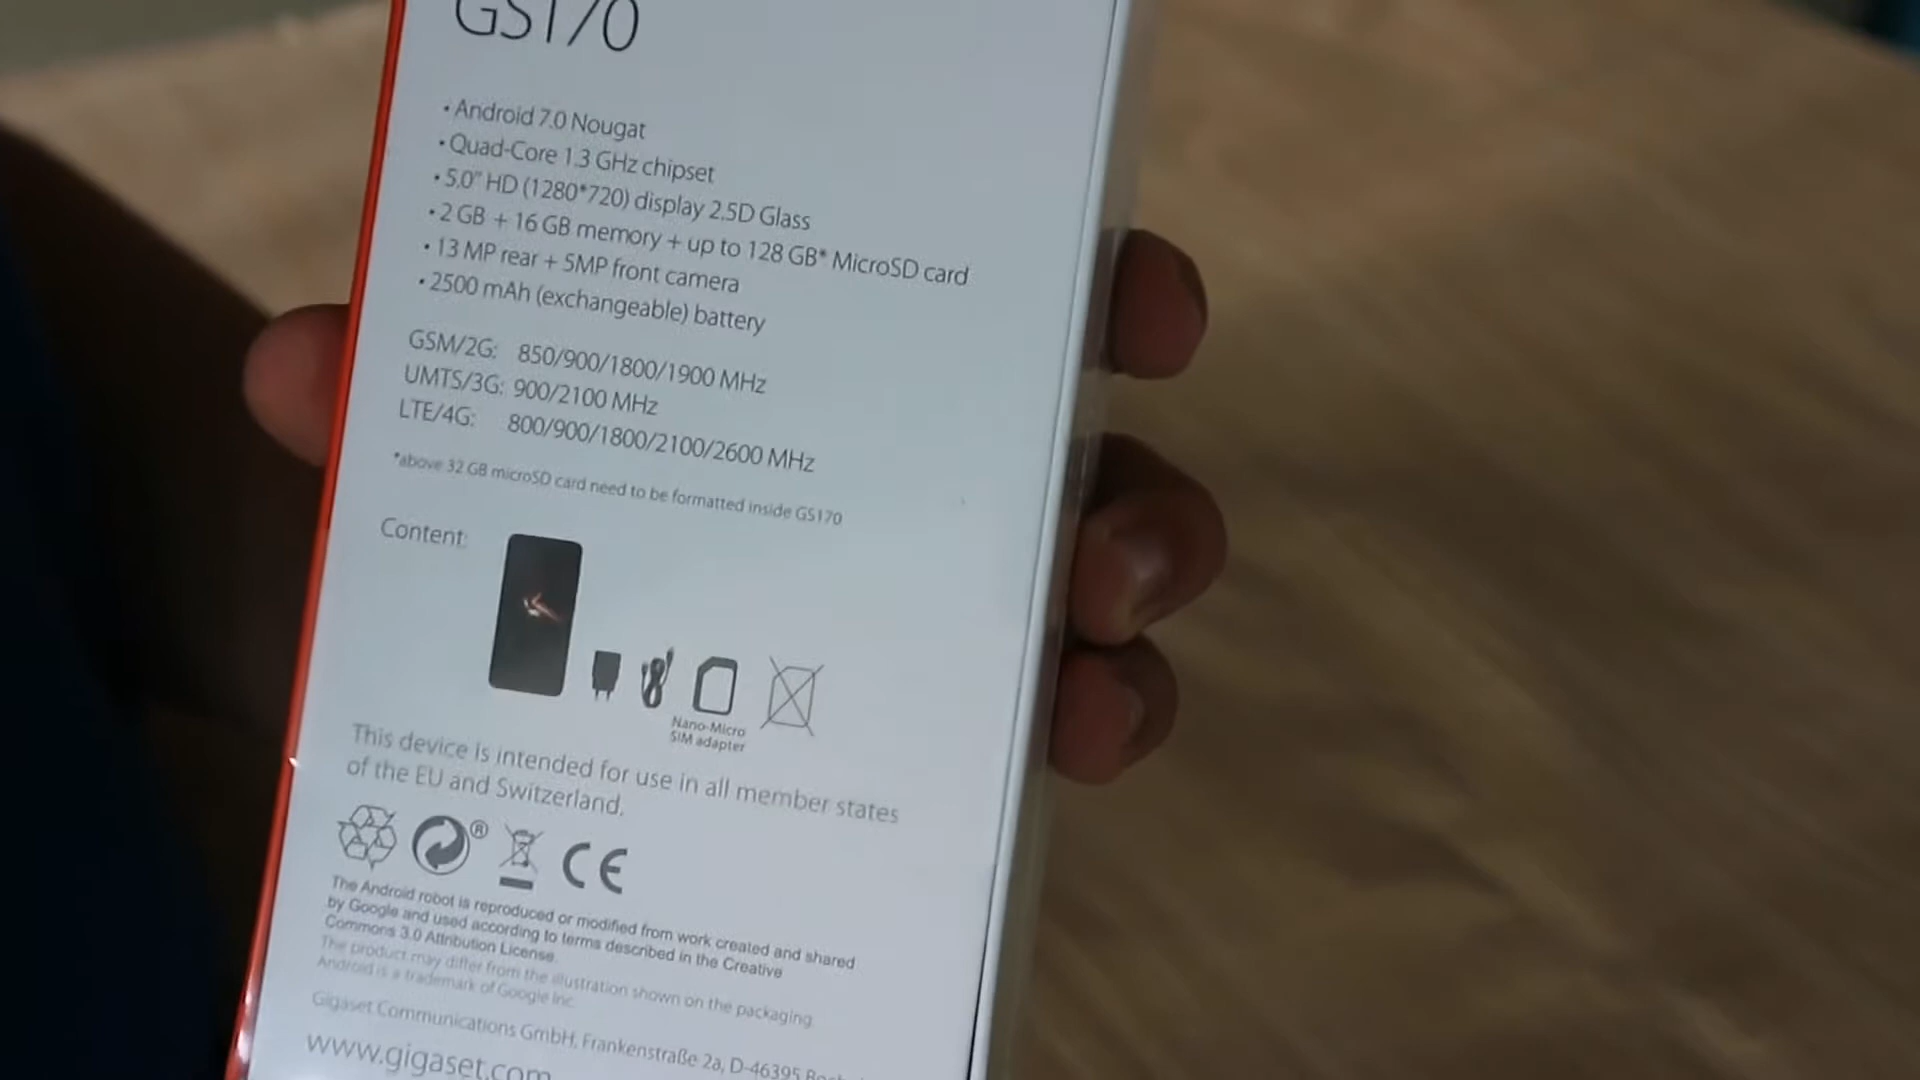 GS170
• Android 7.0 Nougat
• Quad-Core 1.3 GHz chipset
• 5.0" HD (1280*720) display 2.5D Glass
• 2 GB + 16 GB memory + up to 128 GB* MicroSD card
• 13 MP rear + 5MP front camera
• 2500 mAh (exchangeable) battery
GSM/2G: 850/900/1800/1900 MHz
UMTS/3G: 900/2100 MHz
LTE/4G: 800/900/1800/2100/2600 MHz
*above 32 GB microSD card need to be formatted inside GS170
Content:
Nano-Micro
SIM adapter
This device is intended for use in all member states
of the EU and Switzerland.
®
CE
The Android robot is reproduced or modified from work created and shared
by Google and used according to terms described in the Creative
Commons 3.0 Attribution License.
The product may differ from the illustration shown on the packaging
Android is a trademark of Google Inc.
Gigaset Communications GmbH, Frankenstraße 2a, D-46395
www.gigaset.com